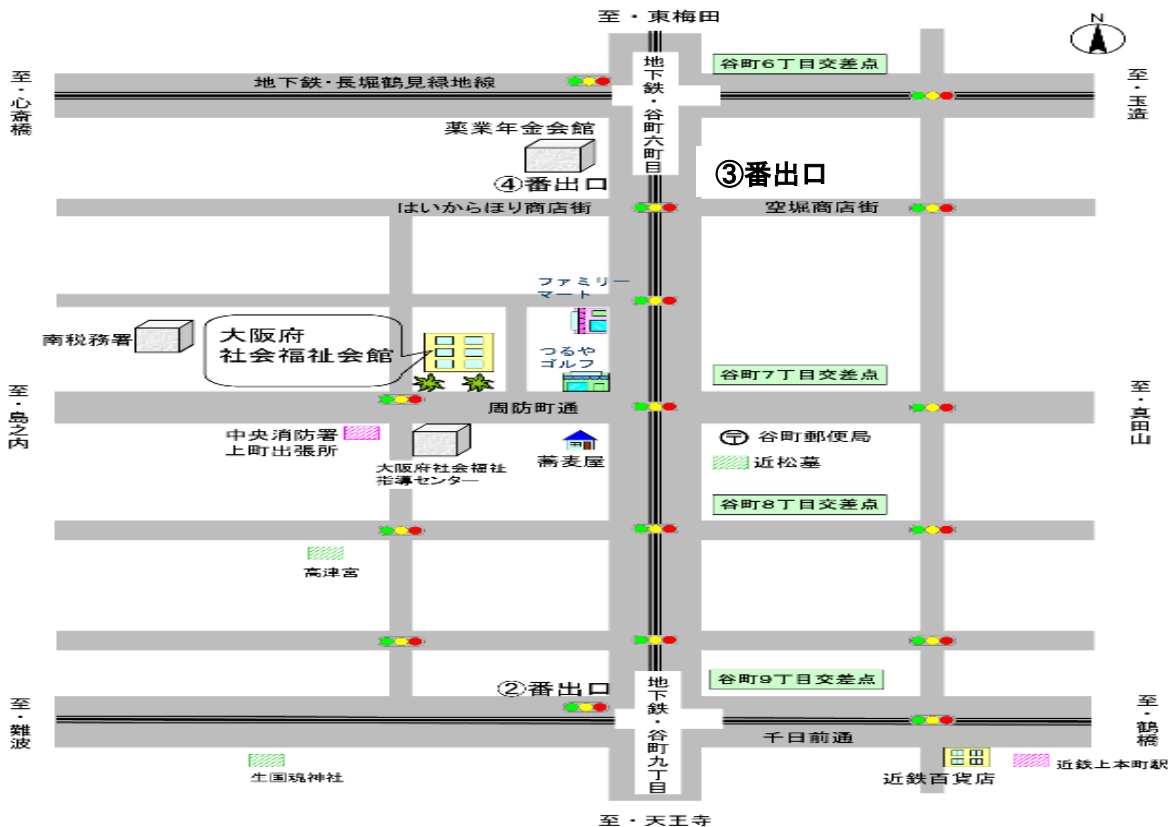 至・東梅田
N
谷町6丁目交差点
至・心斎橋
地下鉄・長堀鶴見緑地線
地下鉄・谷町六町目
至・玉造
薬業年金会館
④番出口
③番出口
はいからほり商店街
空堀商店街
ファミリー
マート
南税務署
大阪府
社会福祉会館
つるや
ゴルフ
谷町7丁目交差点
至・島之内
周防町通
至・真田山
中央消防署
上町出張所
大阪府社会福祉
指導センター
蕎麦屋
〒
谷町郵便局
近松墓
谷町8丁目交差点
高津宮
②番出口
谷町9丁目交差点
至・難波
地下鉄・谷町九丁目
千日前通
至・鶴橋
生国魂神社
近鉄百貨店
近鉄上本町駅
至・天王寺